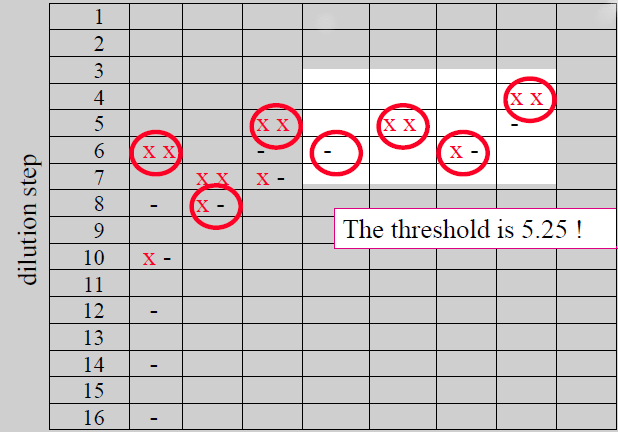 1
2
3
4 x x
5 x x x x -
6 x x - - x -
7 x x x -
8 - x -
9
The threshold is 5.25 !
10 x -
11
12 -
13
14 -
15
16 -
dilution step